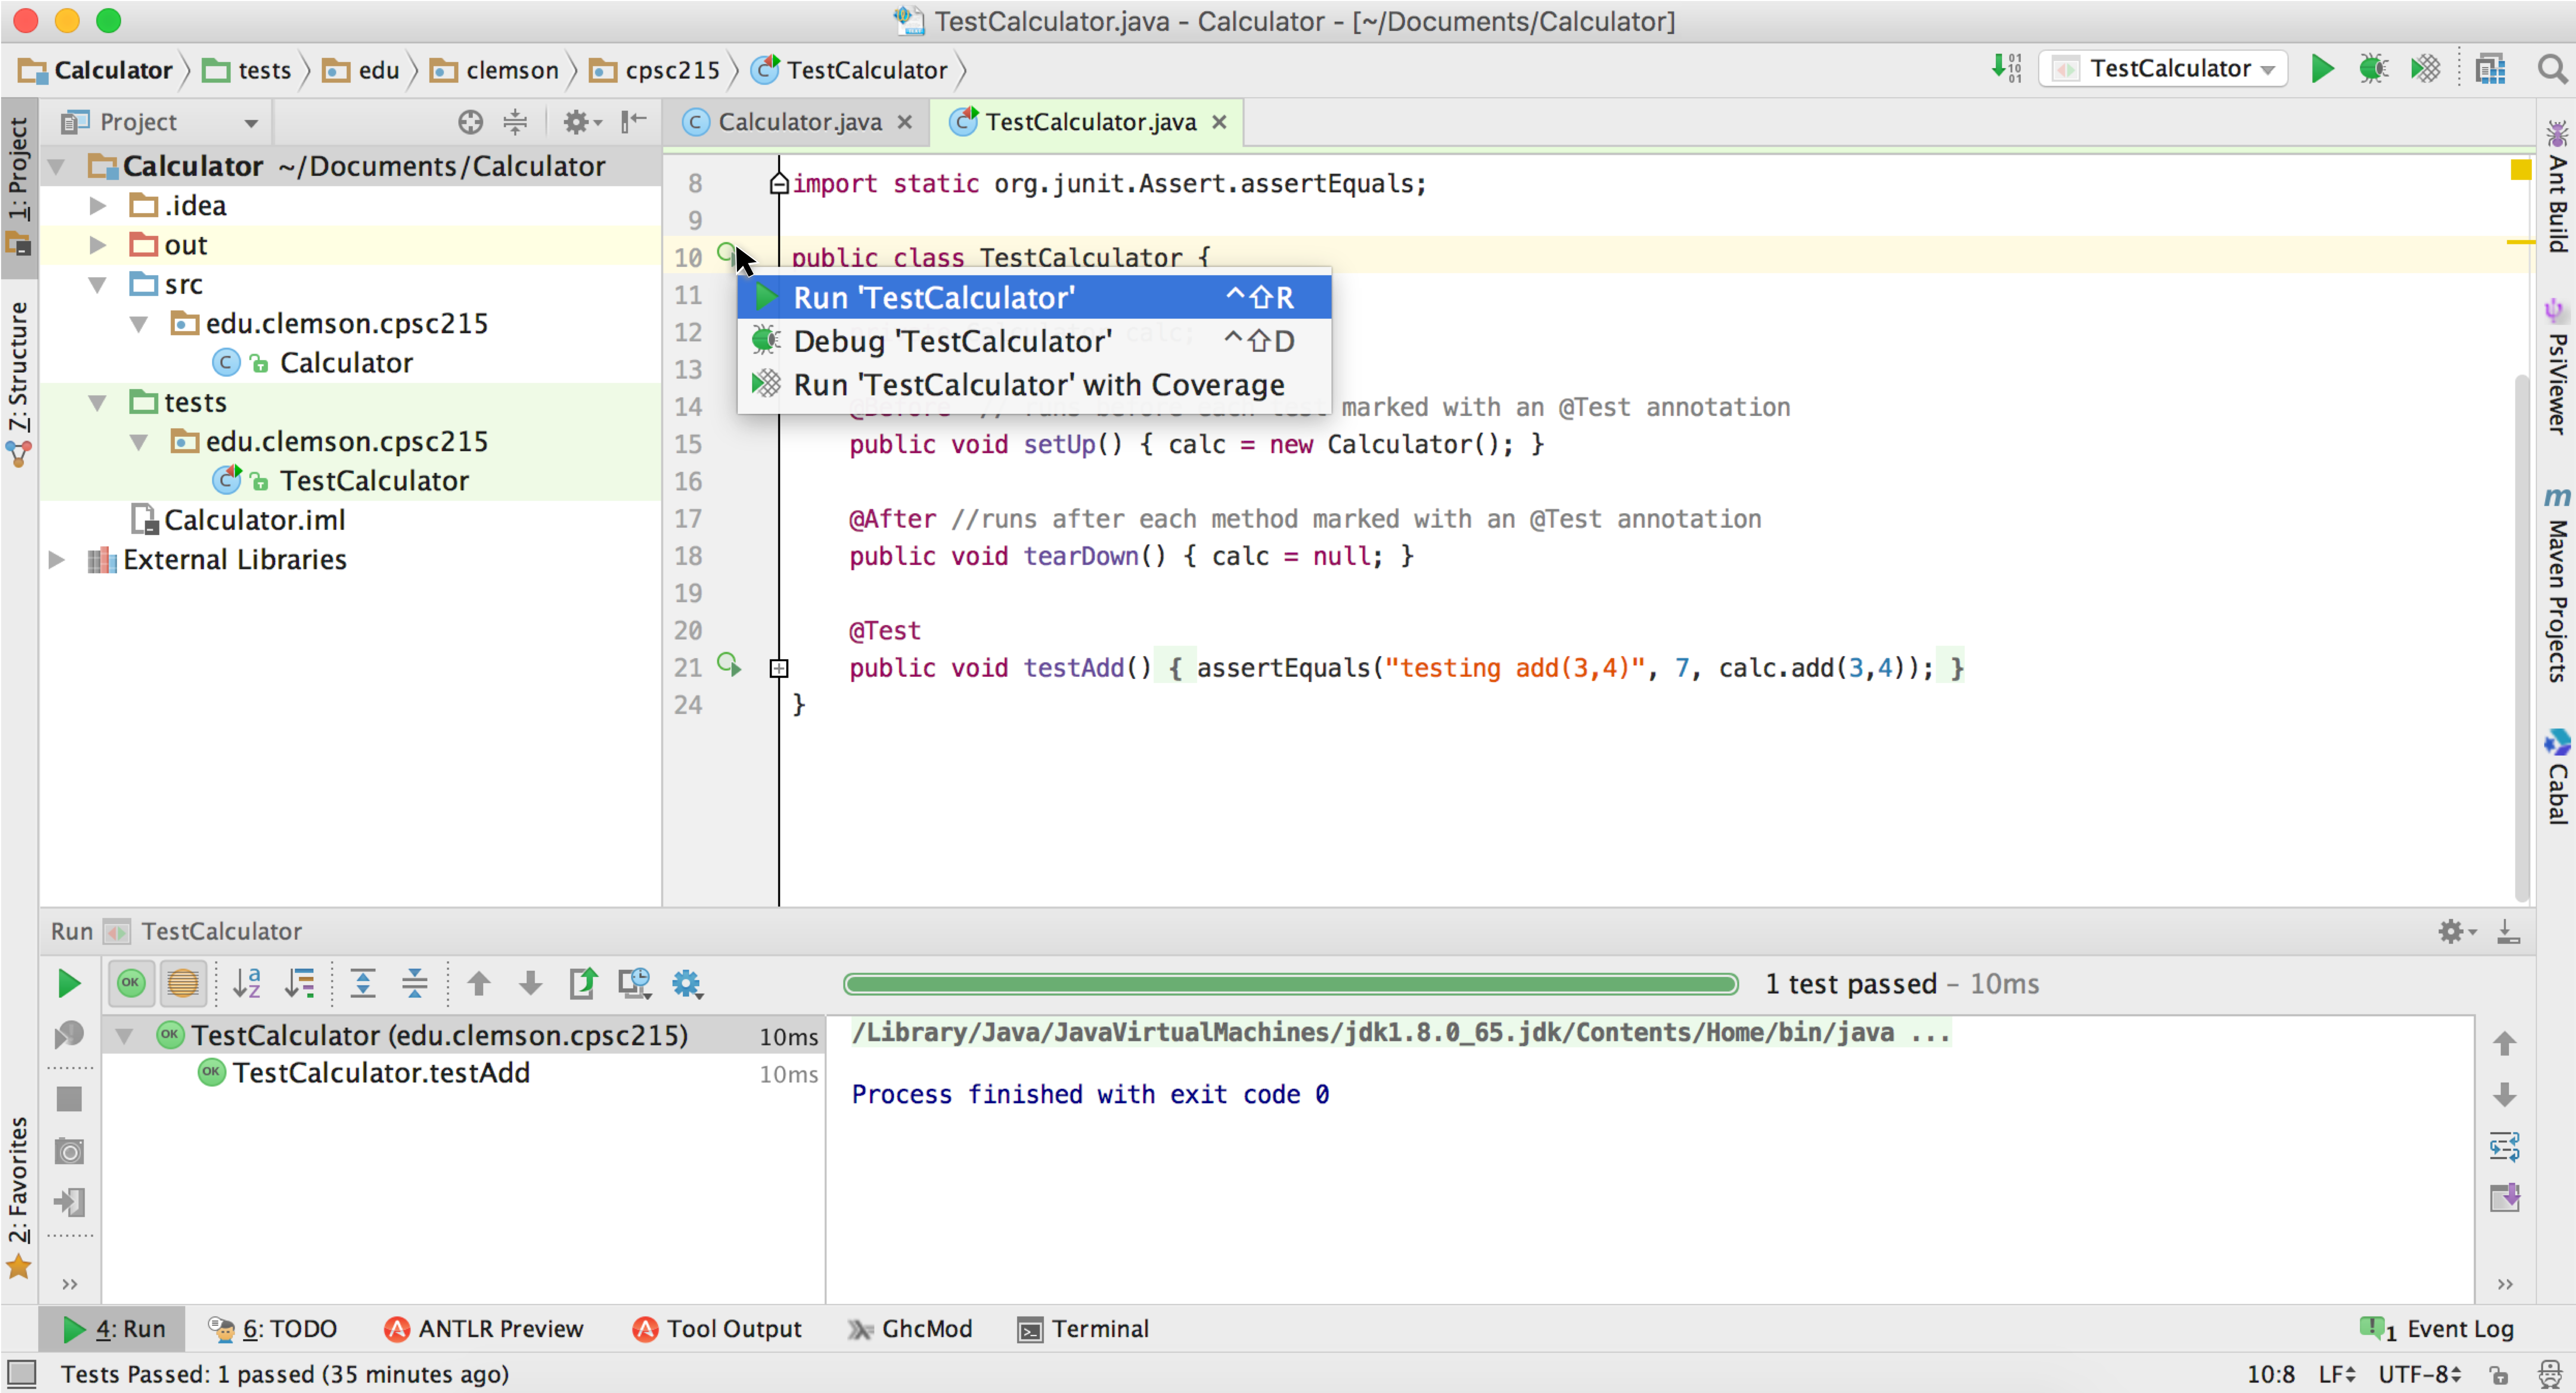 TestCalculator.java - Calculator - [~/Documents/Calculator]
Calculator tests edu clemson cpsc215 TestCalculator
TestCalculator
1: Project
7: Structure
2: Favorites
Project
Calculator ~/Documents/Calculator
.idea
out
src
edu.clemson.cpsc215
Calculator
tests
edu.clemson.cpsc215
TestCalculator
Calculator.iml
External Libraries
Calculator.java TestCalculator.java
8 import static org.junit.Assert.assertEquals;
9
10 public class TestCalculator {
11
12 calc;
13
14 @Before // runs before each test marked with an @Test annotation
15 public void setUp() { calc = new Calculator(); }
16
17 @After //runs after each method marked with an @Test annotation
18 public void tearDown() { calc = null; }
19
20 @Test
21 public void testAdd() { assertEquals("testing add(3,4)", 7, calc.add(3,4)); }
24 }
Run 'TestCalculator' ^⇧R
Debug 'TestCalculator' ^⇧D
Run 'TestCalculator' with Coverage
Ant Build
PsiViewer
Maven Projects
Cabal
Run TestCalculator
1 test passed – 10ms
TestCalculator (edu.clemson.cpsc215) 10ms
TestCalculator.testAdd 10ms
/Library/Java/JavaVirtualMachines/jdk1.8.0_65.jdk/Contents/Home/bin/java ...
Process finished with exit code 0
4: Run 6: TODO ANTLR Preview Tool Output GhcMod Terminal 1 Event Log
Tests Passed: 1 passed (35 minutes ago) 10:8 LF UTF-8